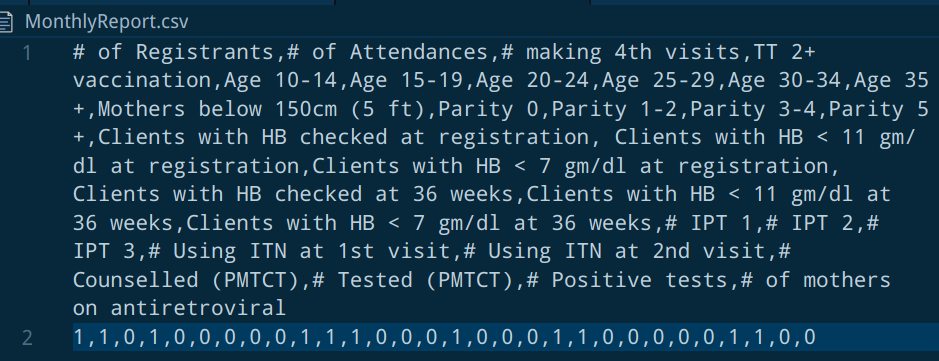 MonthlyReport.csv
1 # of Registrants,# of Attendances,# making 4th visits,TT 2+
vaccination,Age 10-14,Age 15-19,Age 20-24,Age 25-29,Age 30-34,Age 35
+,Mothers below 150cm (5 ft),Parity 0,Parity 1-2,Parity 3-4,Parity 5
+,Clients with HB checked at registration, Clients with HB < 11 gm/
dl at registration,Clients with HB < 7 gm/dl at registration,
Clients with HB checked at 36 weeks,Clients with HB < 11 gm/dl at
36 weeks,Clients with HB < 7 gm/dl at 36 weeks,# IPT 1,# IPT 2,#
IPT 3,# Using ITN at 1st visit,# Using ITN at 2nd visit,#
Counselled (PMTCT),# Tested (PMTCT),# Positive tests,# of mothers
on antiretroviral
2 1,1,0,1,0,0,0,0,0,1,1,1,0,0,0,1,0,0,0,1,1,0,0,0,0,0,1,1,0,0